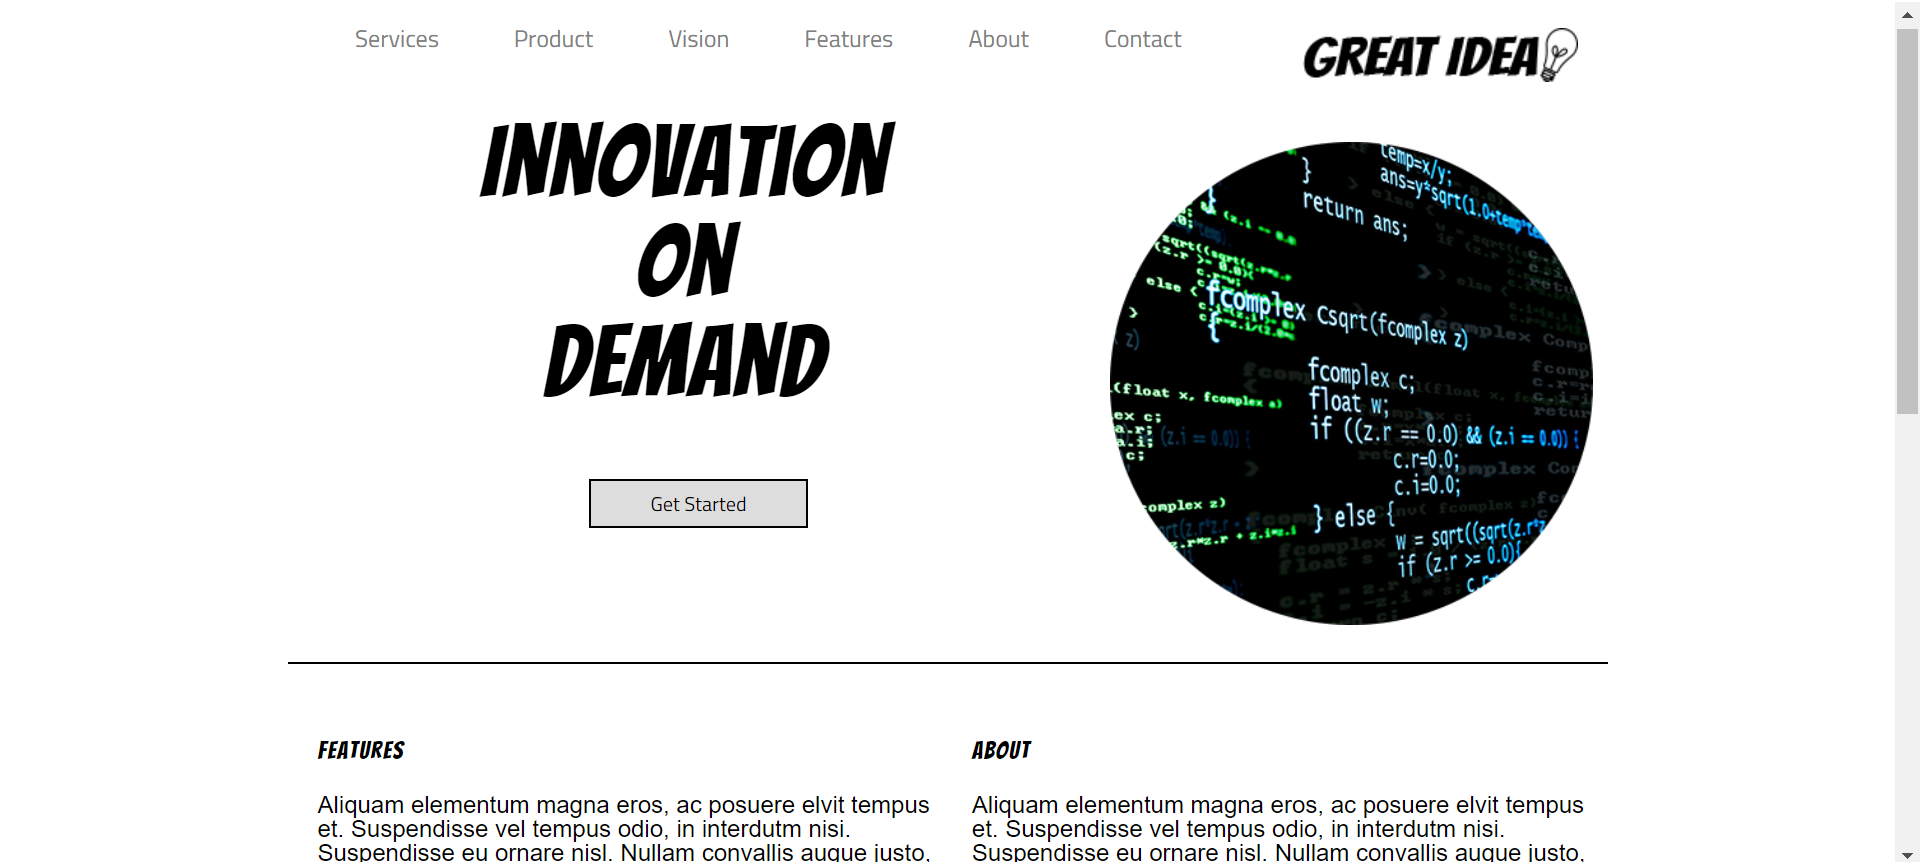 Services Product Vision Features About Contact
GREAT IDEA
INNOVATION
ON
DEMAND
Get Started
temp=x/y;
}
ans=y*sqrt(1.0+temp*te
return ans;
else {
fcomplex Csqrt(fcomplex z)
{
fcomplex c;
float w;
(float x, fcomplex a)
if ((z.r == 0.0) && (z.i == 0.0)) {
c.r=0.0;
c.i=0.0;
complex z)
} else {
w = sqrt((sqrt(z.r*z
if (z.r >= 0.0){
FEATURES
Aliquam elementum magna eros, ac posuere elvit tempus
et. Suspendisse vel tempus odio, in interdutm nisi.
Suspendisse eu ornare nisl. Nullam convallis augue justo,
ABOUT
Aliquam elementum magna eros, ac posuere elvit tempus
et. Suspendisse vel tempus odio, in interdutm nisi.
Suspendisse eu ornare nisl. Nullam convallis augue justo,